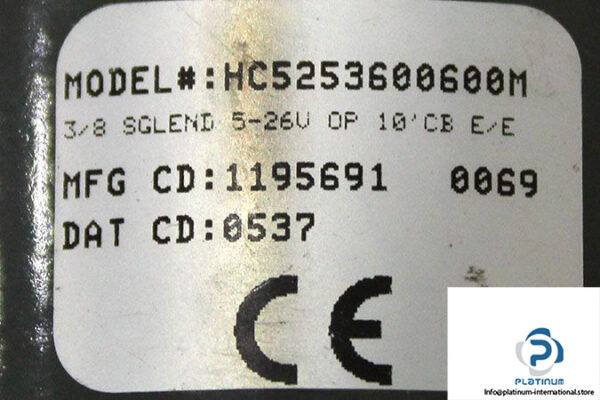 MODEL#:HC5253600600M
3/8 SGLEND 5-26V OP 10'CB E/E
MFG CD:1195691 0069
DAT CD:0537
CE
PLATINUM
Info@platinum-international.store